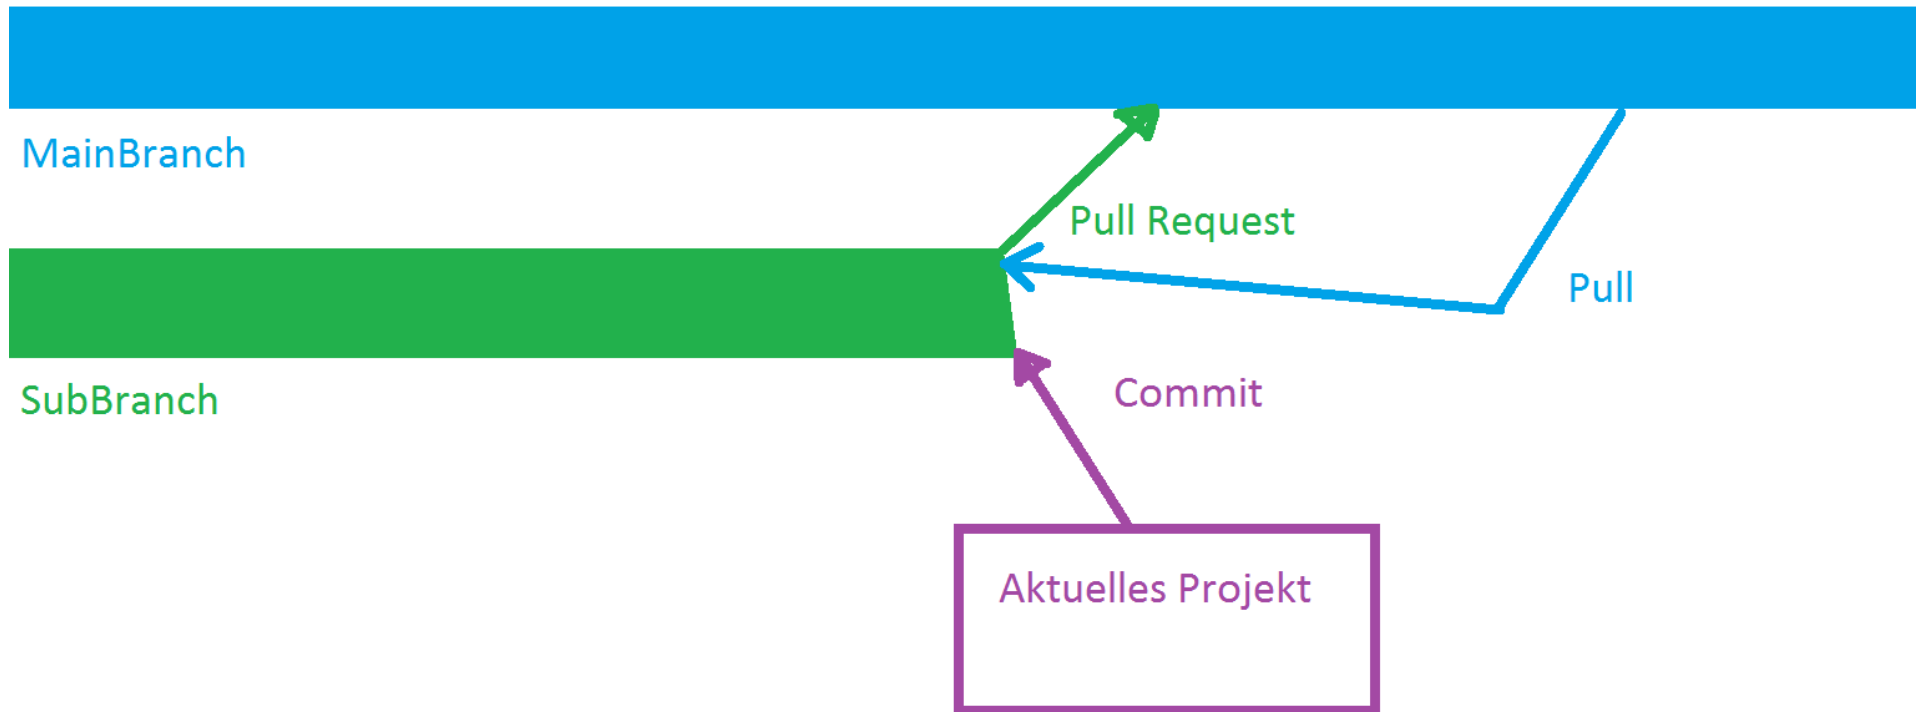 MainBranch
Pull Request
Pull
SubBranch
Commit
Aktuelles Projekt